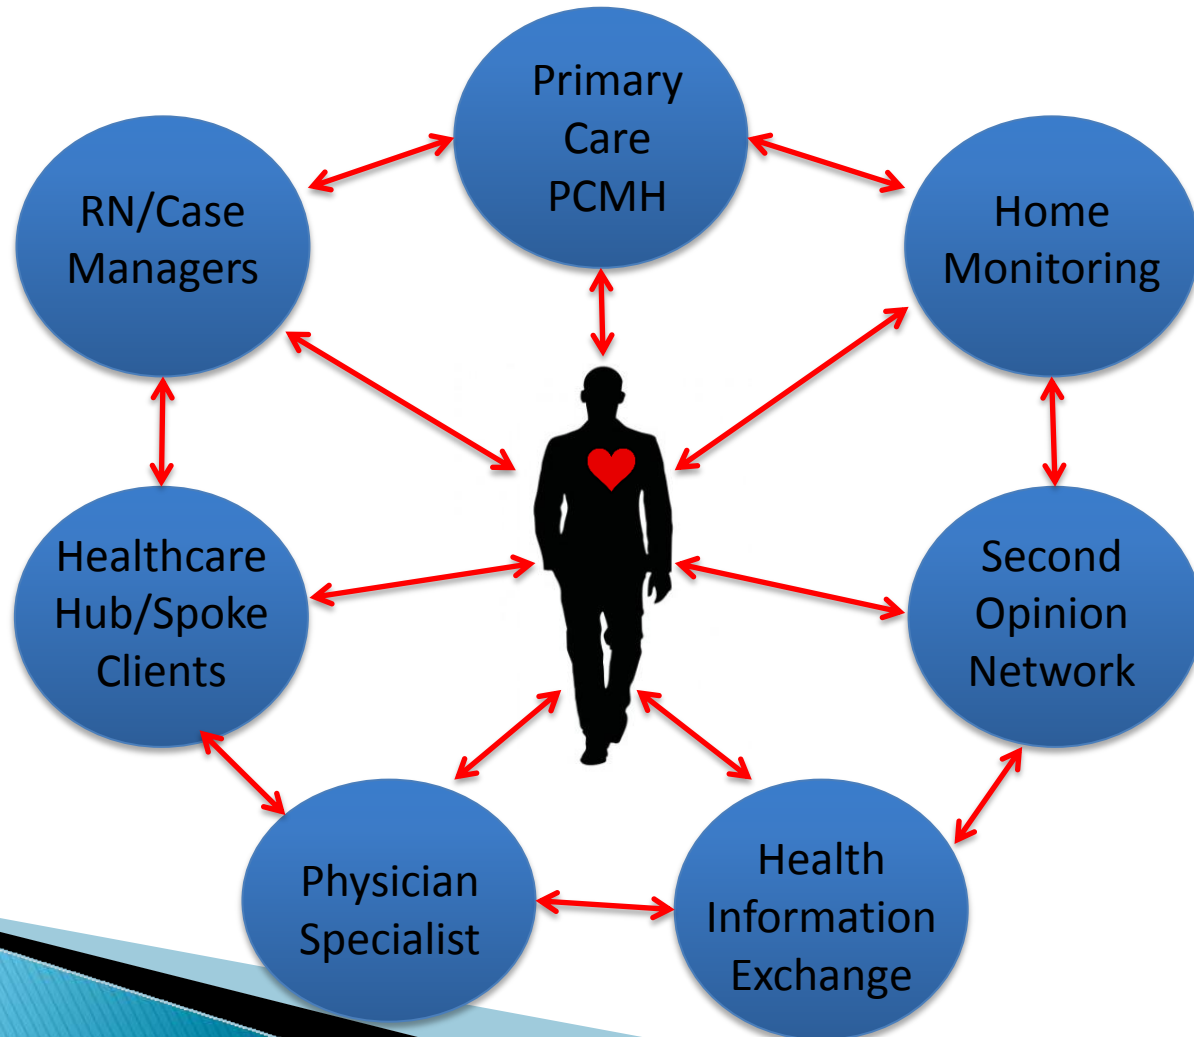 Primary
Care
PCMH
RN/Case
Managers
Home
Monitoring
Healthcare
Hub/Spoke
Clients
Second
Opinion
Network
Physician
Specialist
Health
Information
Exchange